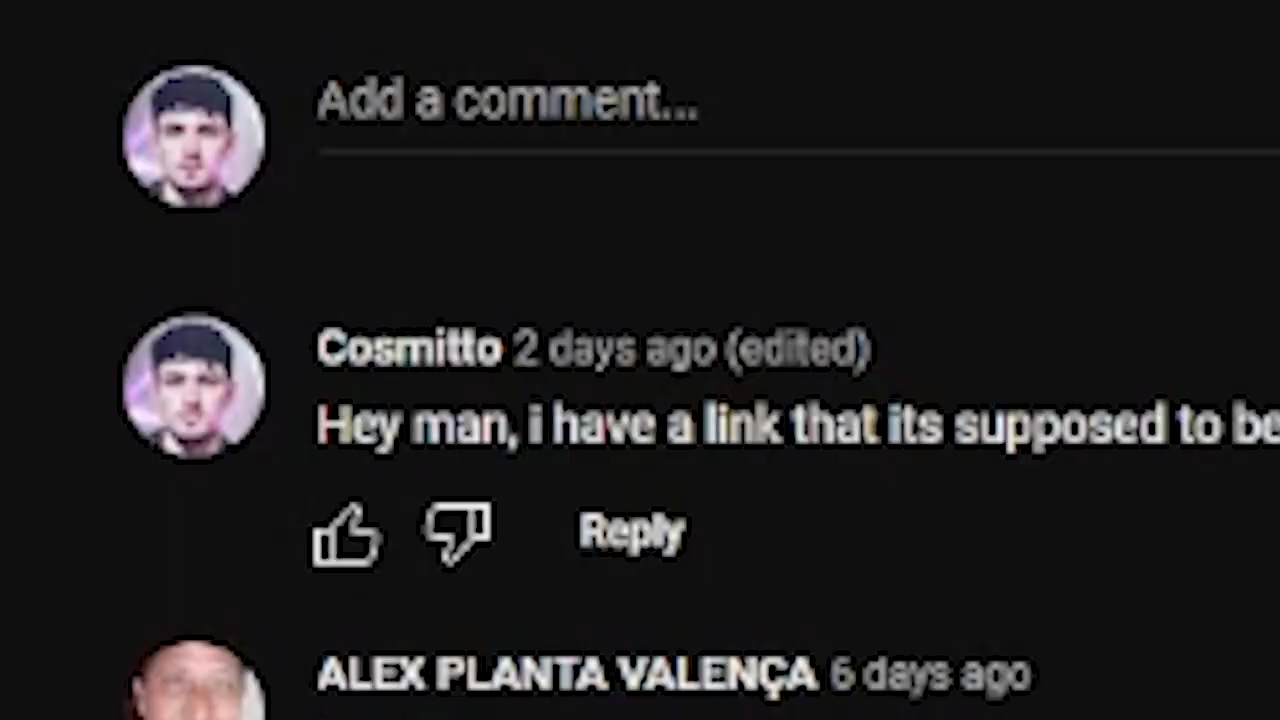 Add a comment...
Cosmitto 2 days ago (edited)
Hey man, i have a link that its supposed to be
Reply
ALEX PLANTA VALENÇA 6 days ago